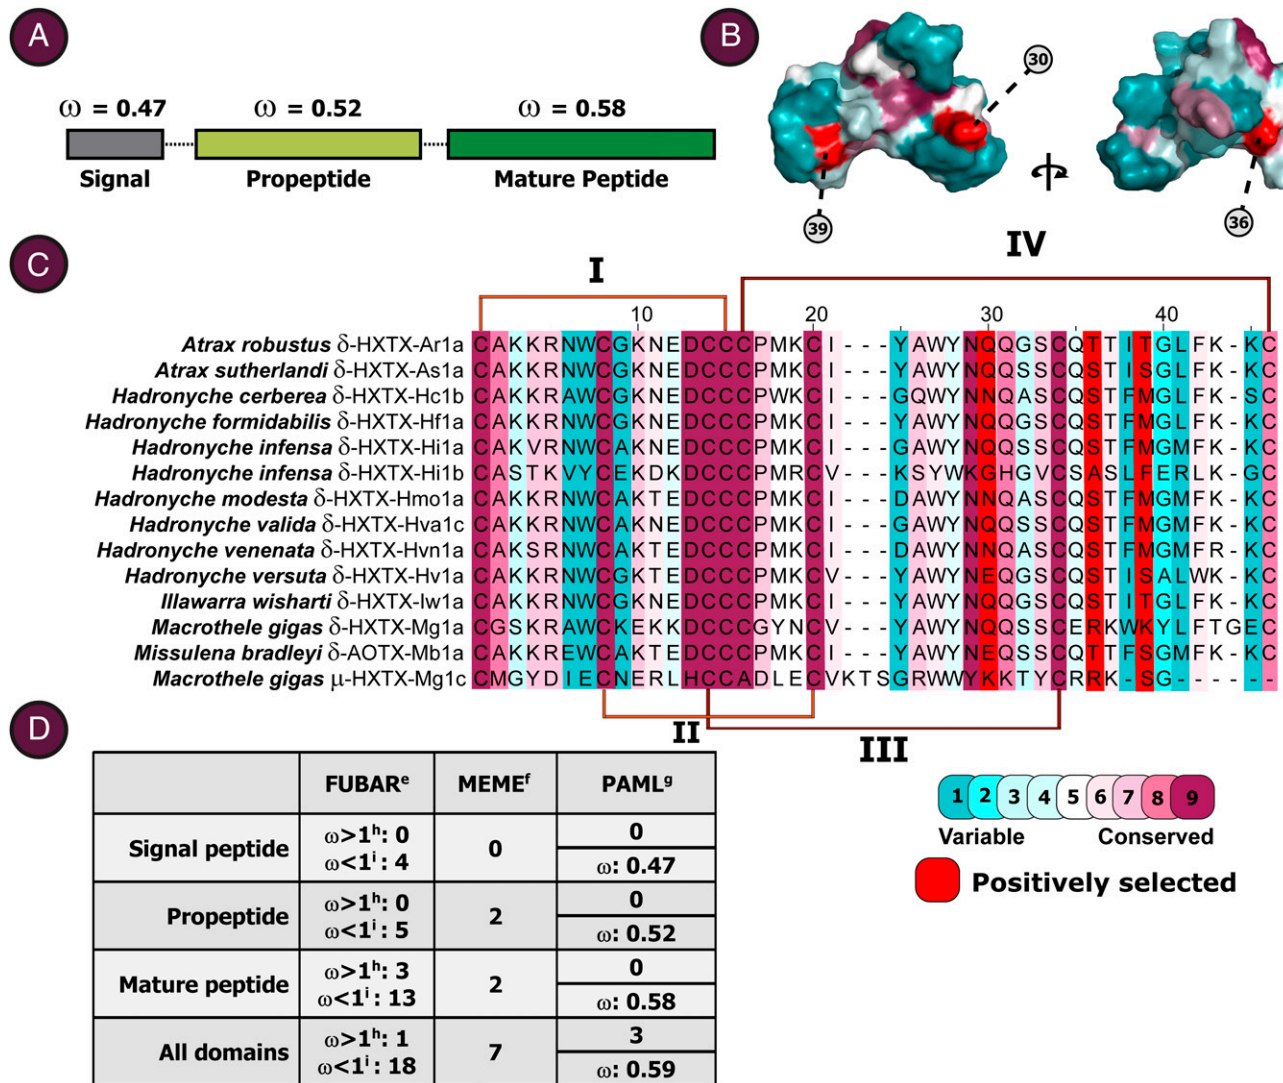 A
ω = 0.47
ω = 0.52
ω = 0.58
Signal
Propeptide
Mature Peptide
B
30
39
36
C
I
IV
10
20
30
40
Atrax robustus δ-HXTX-Ar1a CAKKRNWCGKNEDCCCPMKCI---YAWYNQQGSCQTTITGLFK-KC
Atrax sutherlandi δ-HXTX-As1a CAKKRNWCGKNEDCCCPMKCI---YAWYNQQSSCQSTISGLFK-KC
Hadronyche cerberea δ-HXTX-Hc1b CAKKRAWCGKNEDCCCPWKCI---GQWYNNQASCQSTFMGLFK-SC
Hadronyche formidabilis δ-HXTX-Hf1a CAKKRNWCGKNEDCCCPMKCI---YAWYNQQGSCQSTFMGLFK-KC
Hadronyche infensa δ-HXTX-Hi1a CAKVRNWCAKNEDCCCPMKCI---GAWYNQQSSCQSTFMGMFK-KC
Hadronyche infensa δ-HXTX-Hi1b CASTKVYCEKDKDCCCPMRCV---KSYWKGHGVCSASLFERLK-GC
Hadronyche modesta δ-HXTX-Hmo1a CAKKRNWCAKTEDCCCPMKCI---DAWYNNQASCQSTFMGMFK-KC
Hadronyche valida δ-HXTX-Hva1c CAKKRNWCAKNEDCCCPMKCI---GAWYNQQSSCQSTFMGMFK-KC
Hadronyche venenata δ-HXTX-Hvn1a CAKSRNWCAKTEDCCCPMKCI---DAWYNNQASCQSTFMGMFR-KC
Hadronyche versuta δ-HXTX-Hv1a CAKKRNWCGKTEDCCCPMKCV---YAWYNEQGSCQSTISALWK-KC
Illawarra wisharti δ-HXTX-Iw1a CAKKRNWCGKNEDCCCPMKCI---YAWYNQQGSCQSTITGLFK-KC
Macrothele gigas δ-HXTX-Mg1a CGSKRAWCKEKKDCCCGYNCV---YAWYNQQSSCERKWKYLFTGEC
Missulena bradleyi δ-AOTX-Mb1a CAKKREWCAKTEDCCCPMKCI---YAWYNEQSSCQTTFSGMFK-KC
Macrothele gigas μ-HXTX-Mg1c CMGYDIECNERLHCCADLECVKTSGRWWYKKTYCRRK-SG-----
II
III
D
FUBARᵉ
MEMEᶠ
PAMLᵍ
Signal peptide
ω>1ʰ: 0
ω<1ⁱ: 4
0
0
ω: 0.47
Propeptide
ω>1ʰ: 0
ω<1ⁱ: 5
2
0
ω: 0.52
Mature peptide
ω>1ʰ: 3
ω<1ⁱ: 13
2
0
ω: 0.58
All domains
ω>1ʰ: 1
ω<1ⁱ: 18
7
3
ω: 0.59
1 2 3 4 5 6 7 8 9
Variable
Conserved
Positively selected